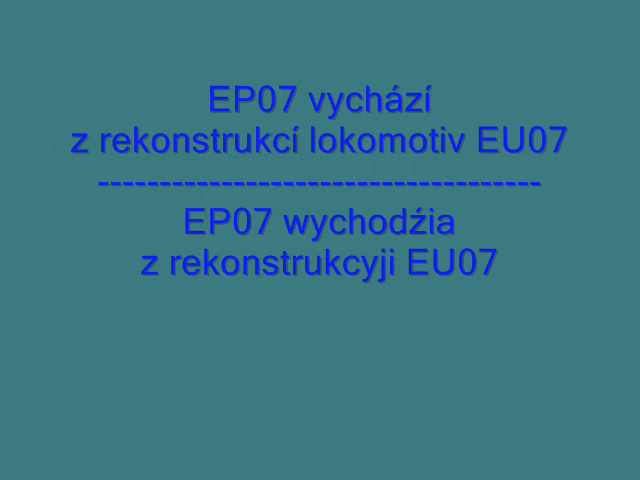 EP07 vychází
z rekonstrukcí lokomotiv EU07
------------------------------------
EP07 wychodźia
z rekonstrukcyji EU07